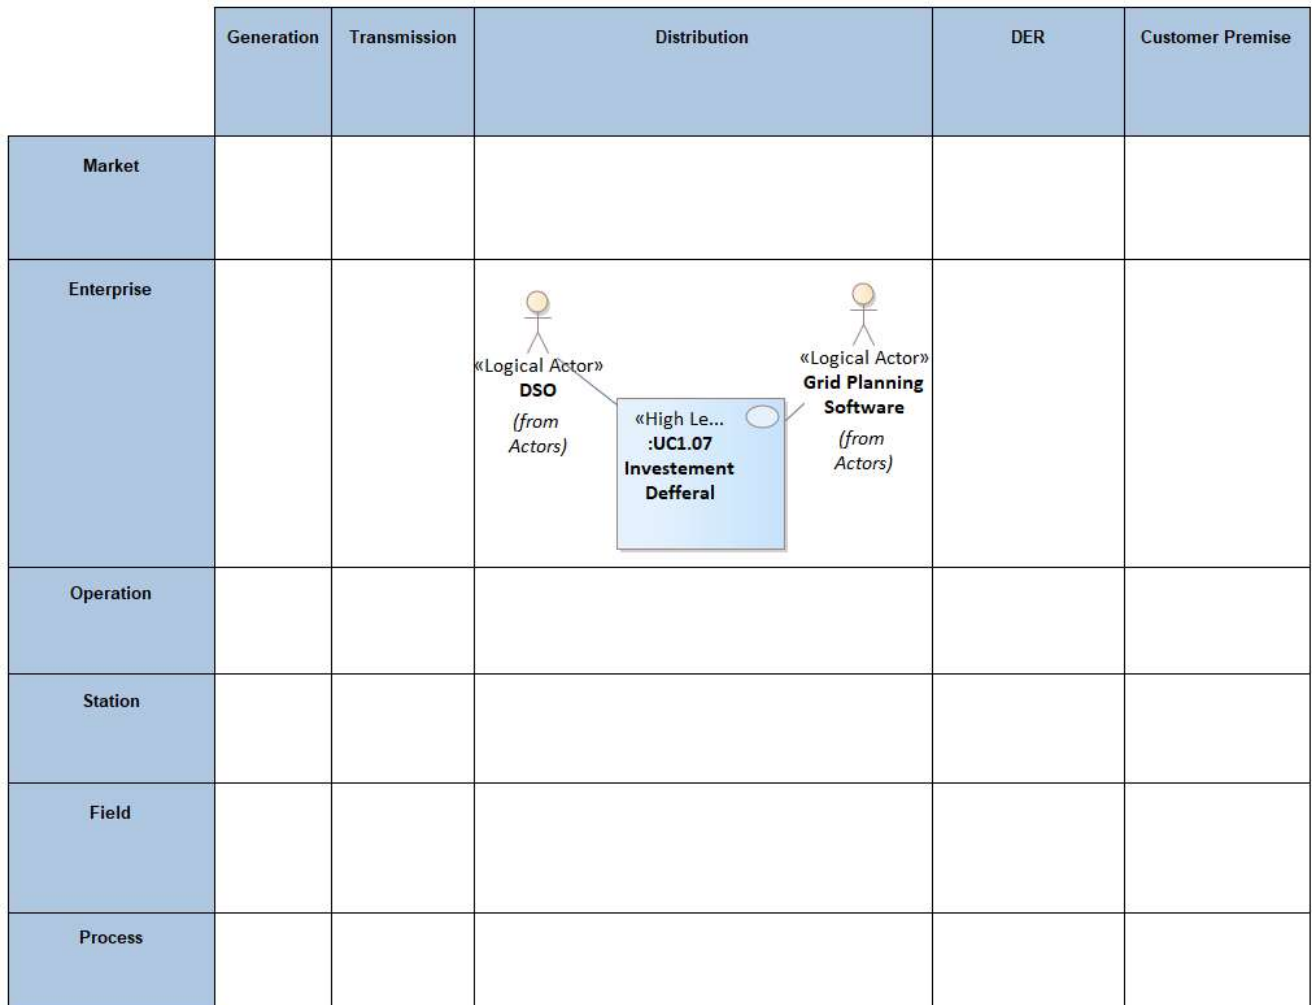 Generation
Transmission
Distribution
DER
Customer Premise
Market
Enterprise
«Logical Actor»
DSO
(from
Actors)
«High Le...
:UC1.07
Investement
Defferal
«Logical Actor»
Grid Planning
Software
(from
Actors)
Operation
Station
Field
Process